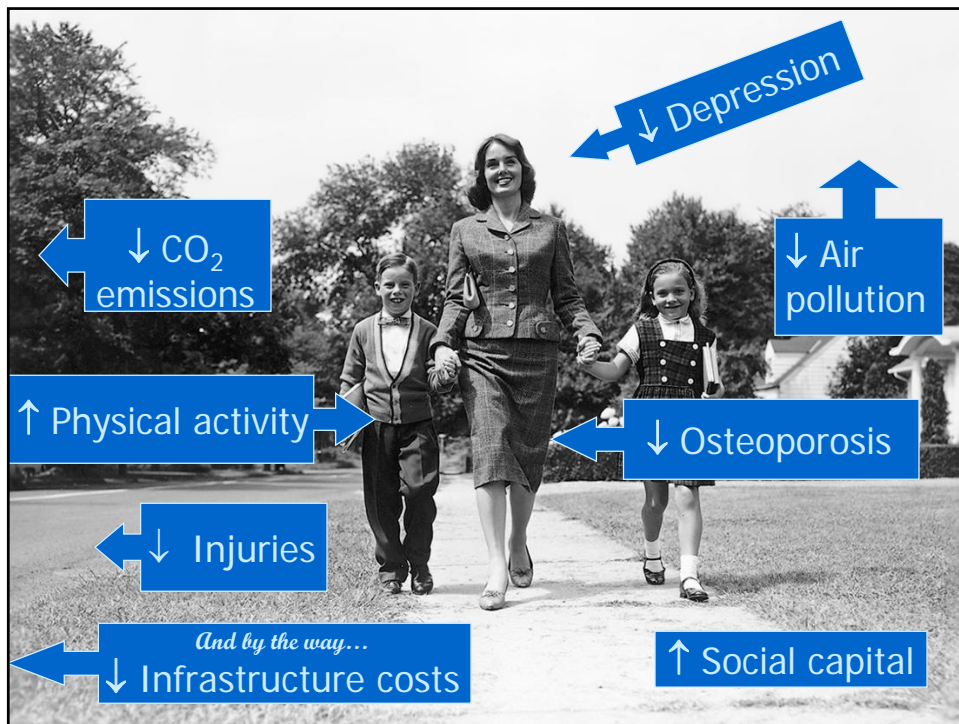 ↓ Depression
↓ CO₂
emissions
↓ Air
pollution
↑ Physical activity
↓ Osteoporosis
↓ Injuries
And by the way…
↓ Infrastructure costs
↑ Social capital